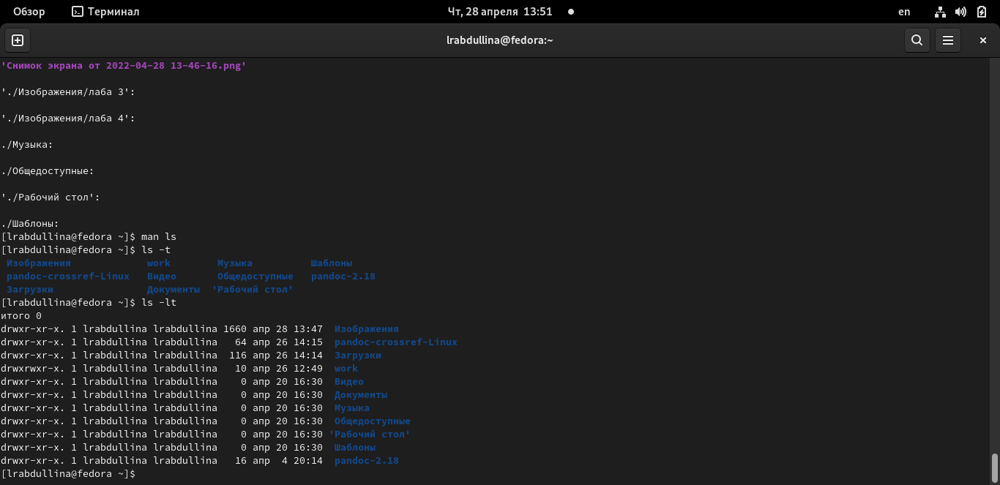 Обзор Терминал Чт, 28 апреля 13:51 en
lrabdullina@fedora:~
'Снимок экрана от 2022-04-28 13-46-16.png'
'./Изображения/лаба 3':
'./Изображения/лаба 4':
./Музыка:
./Общедоступные:
'./Рабочий стол':
./Шаблоны:
[lrabdullina@fedora ~]$ man ls
[lrabdullina@fedora ~]$ ls -t
Изображения work Музыка Шаблоны
pandoc-crossref-Linux Видео Общедоступные pandoc-2.18
Загрузки Документы 'Рабочий стол'
[lrabdullina@fedora ~]$ ls -lt
итого 0
drwxr-xr-x. 1 lrabdullina lrabdullina 1660 апр 28 13:47 Изображения
drwxr-xr-x. 1 lrabdullina lrabdullina 64 апр 26 14:15 pandoc-crossref-Linux
drwxr-xr-x. 1 lrabdullina lrabdullina 116 апр 26 14:14 Загрузки
drwxrwxr-x. 1 lrabdullina lrabdullina 10 апр 26 12:49 work
drwxr-xr-x. 1 lrabdullina lrabdullina 0 апр 20 16:30 Видео
drwxr-xr-x. 1 lrabdullina lrabdullina 0 апр 20 16:30 Документы
drwxr-xr-x. 1 lrabdullina lrabdullina 0 апр 20 16:30 Музыка
drwxr-xr-x. 1 lrabdullina lrabdullina 0 апр 20 16:30 Общедоступные
drwxr-xr-x. 1 lrabdullina lrabdullina 0 апр 20 16:30 'Рабочий стол'
drwxr-xr-x. 1 lrabdullina lrabdullina 0 апр 20 16:30 Шаблоны
drwxr-xr-x. 1 lrabdullina lrabdullina 16 апр 4 20:14 pandoc-2.18
[lrabdullina@fedora ~]$